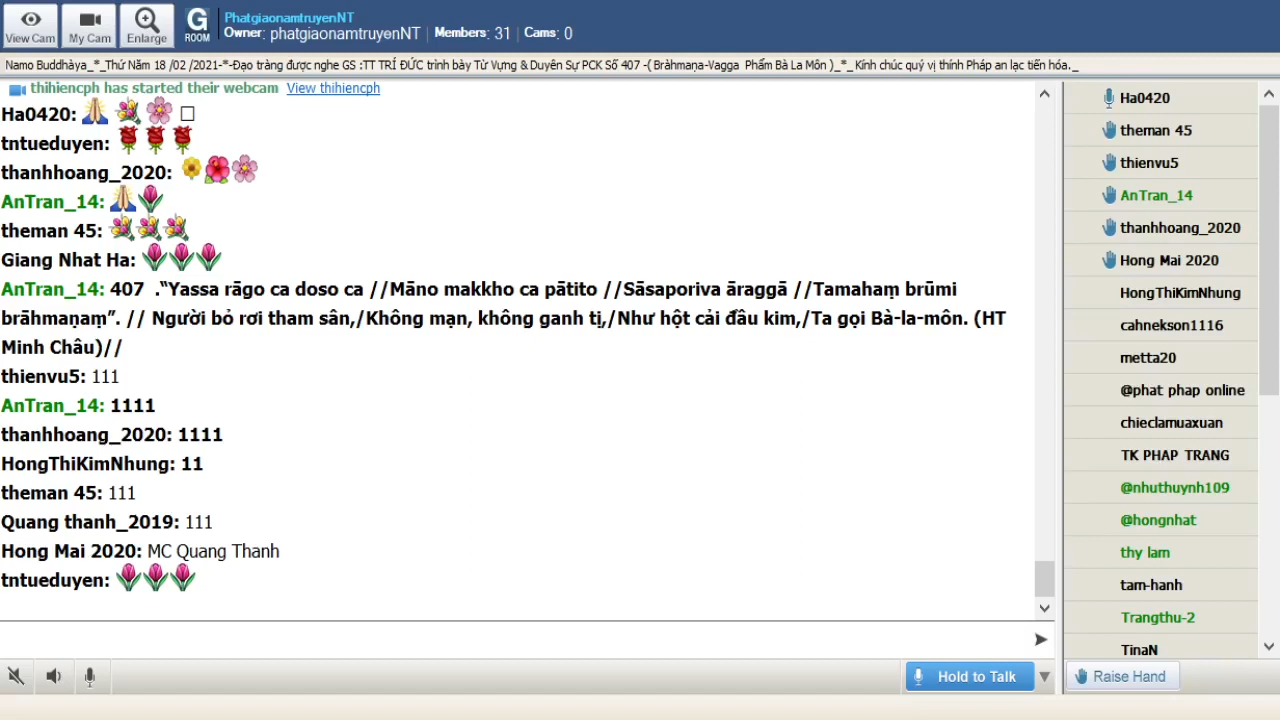 View Cam
My Cam
Enlarge
G
ROOM
PhatgiaonamtruyenNT
Owner: phatgiaonamtruyenNT | Members: 31 | Cams: 0
Namo Buddhàya_*_Thứ Năm 18 /02 /2021-*-Đạo tràng được nghe GS :TT TRÍ ĐỨC trình bày Từ Vựng & Duyên Sự PCK Số 407 -( Bràhmaṇa-Vagga Phẩm Bà La Môn )_*_ Kính chúc quý vị thính Pháp an lạc tiến hóa._
thihiencph has started their webcam View thihiencph
Ha0420:
tntueduyen:
thanhhoang_2020:
AnTran_14:
theman 45:
Giang Nhat Ha:
AnTran_14: 407 .“Yassa rāgo ca doso ca //Māno makkho ca pātito //Sāsaporiva āraggā //Tamahaṃ brūmi
brāhmaṇaṃ”. // Người bỏ rơi tham sân,/Không mạn, không ganh tị,/Như hột cải đầu kim,/Ta gọi Bà-la-môn. (HT
Minh Châu)//
thienvu5: 111
AnTran_14: 1111
thanhhoang_2020: 1111
HongThiKimNhung: 11
theman 45: 111
Quang thanh_2019: 111
Hong Mai 2020: MC Quang Thanh
tntueduyen:
Hold to Talk
Ha0420
theman 45
thienvu5
AnTran_14
thanhhoang_2020
Hong Mai 2020
HongThiKimNhung
cahnekson1116
metta20
@phat phap online
chieclamuaxuan
TK PHAP TRANG
@nhuthuynh109
@hongnhat
thy lam
tam-hanh
Trangthu-2
TinaN
Raise Hand